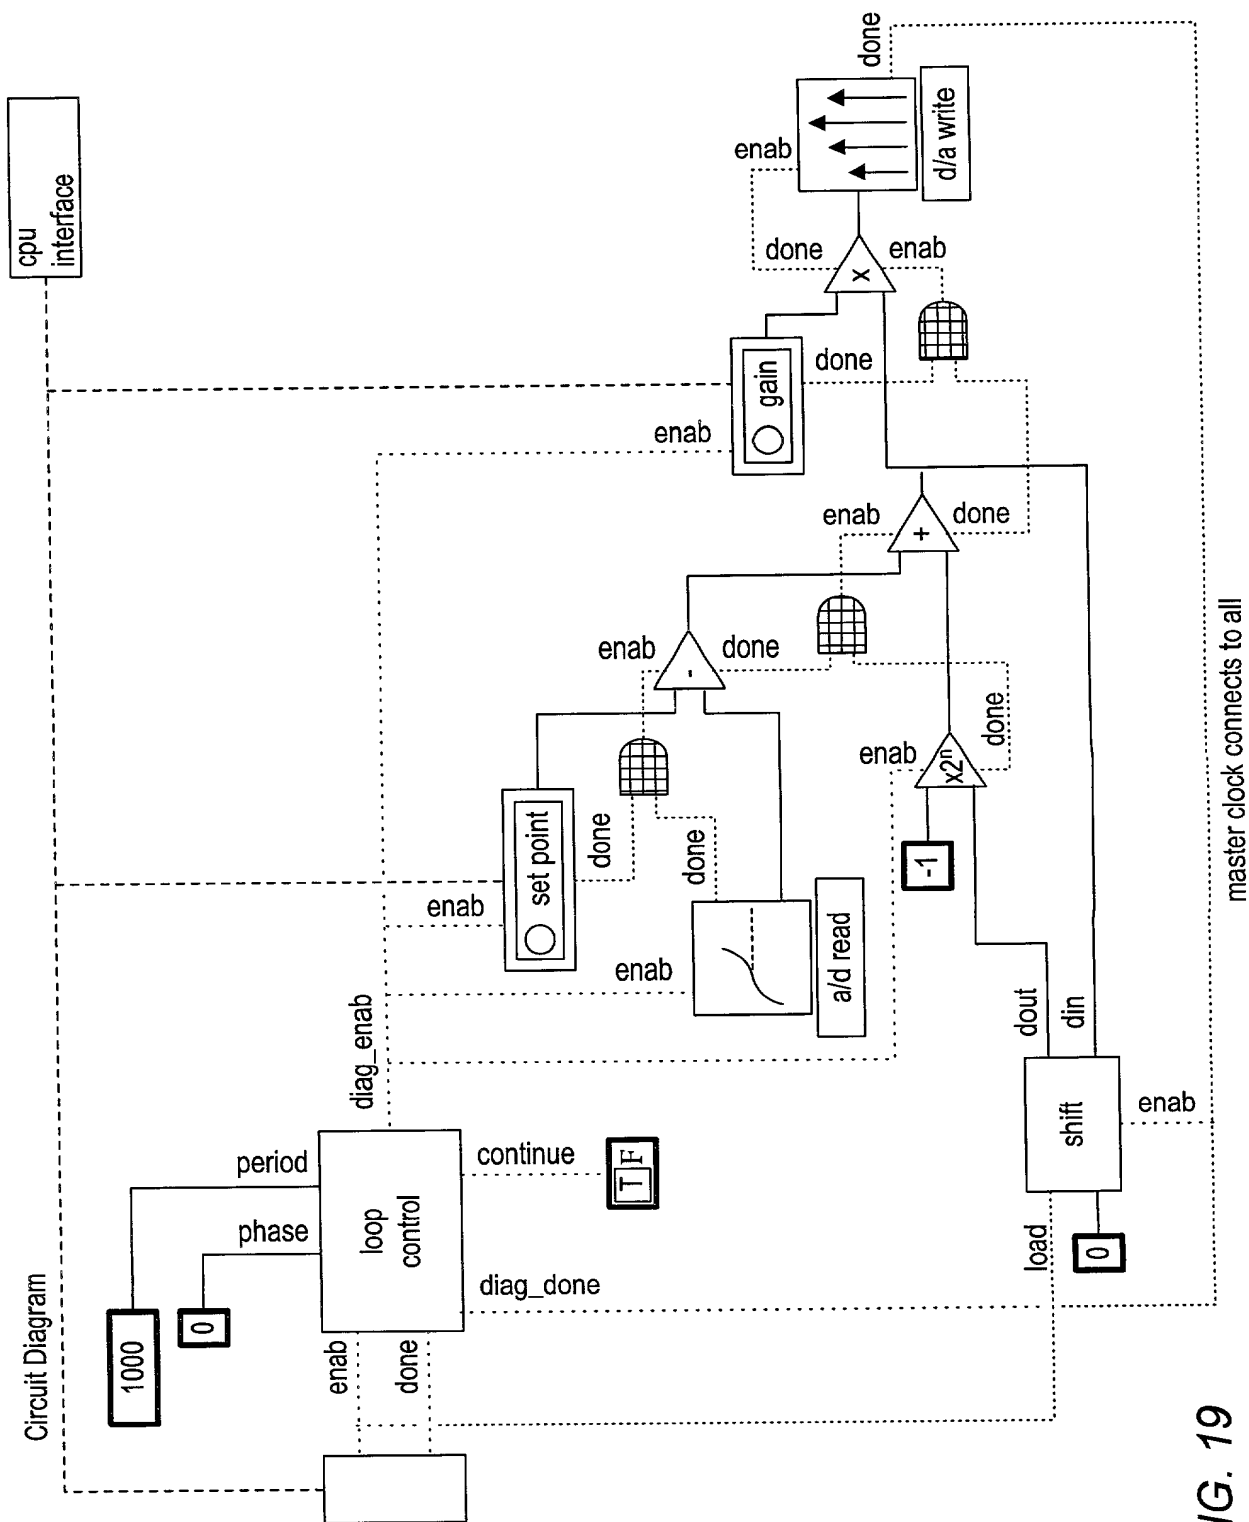 Circuit Diagram
cpu
interface
1000
0
period
phase
loop
control
enab
done
diag_enab
continue
T F
diag_done
enab
set point
done
enab
a/d read
done
enab
-
done
enab
-1
x2ⁿ
done
enab
+
done
enab
gain
done
done
x
enab
enab
d/a write
done
load
0
shift
dout
din
enab
master clock connects to all
IG. 19